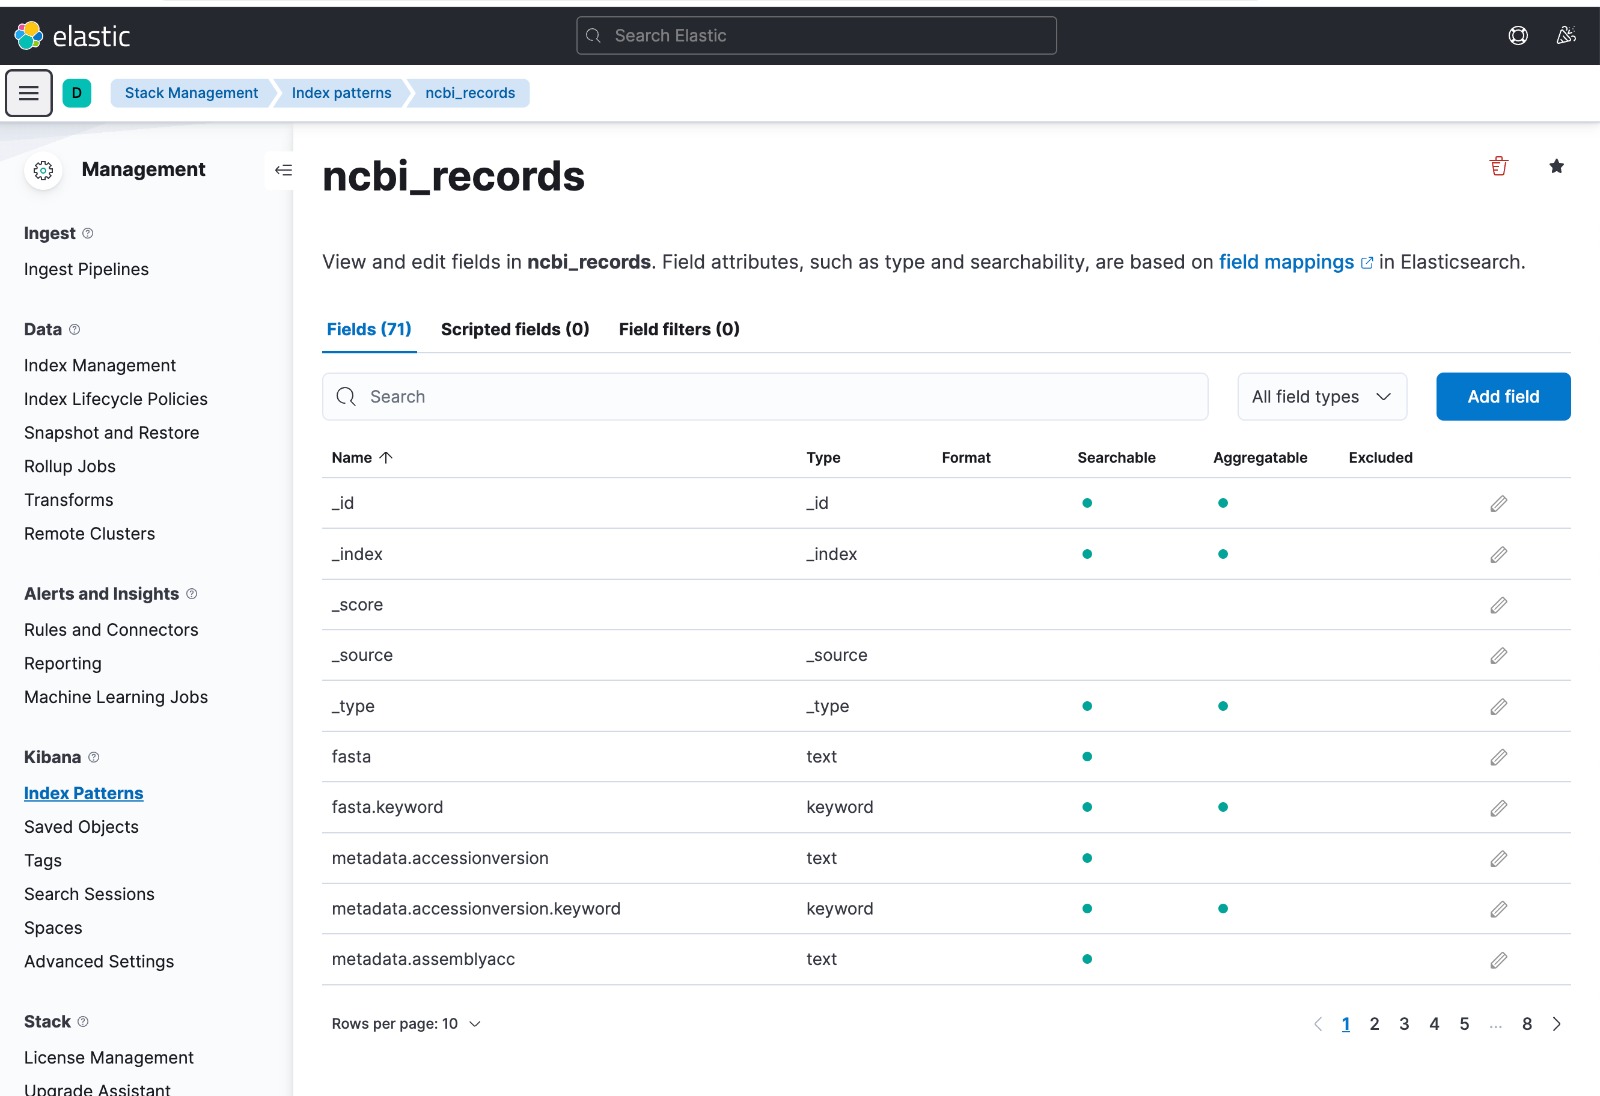 elastic
Search Elastic
D
Stack Management
Index patterns
ncbi_records
Management
Ingest
Ingest Pipelines
Data
Index Management
Index Lifecycle Policies
Snapshot and Restore
Rollup Jobs
Transforms
Remote Clusters
Alerts and Insights
Rules and Connectors
Reporting
Machine Learning Jobs
Kibana
Index Patterns
Saved Objects
Tags
Search Sessions
Spaces
Advanced Settings
Stack
License Management
Upgrade Assistant
ncbi_records
View and edit fields in ncbi_records. Field attributes, such as type and searchability, are based on field mappings in Elasticsearch.
Fields (71) Scripted fields (0) Field filters (0)
Search
All field types
Add field
Name Type Format Searchable Aggregatable Excluded
_id _id
_index _index
_score
_source _source
_type _type
fasta text
fasta.keyword keyword
metadata.accessionversion text
metadata.accessionversion.keyword keyword
metadata.assemblyacc text
Rows per page: 10
1 2 3 4 5 ... 8